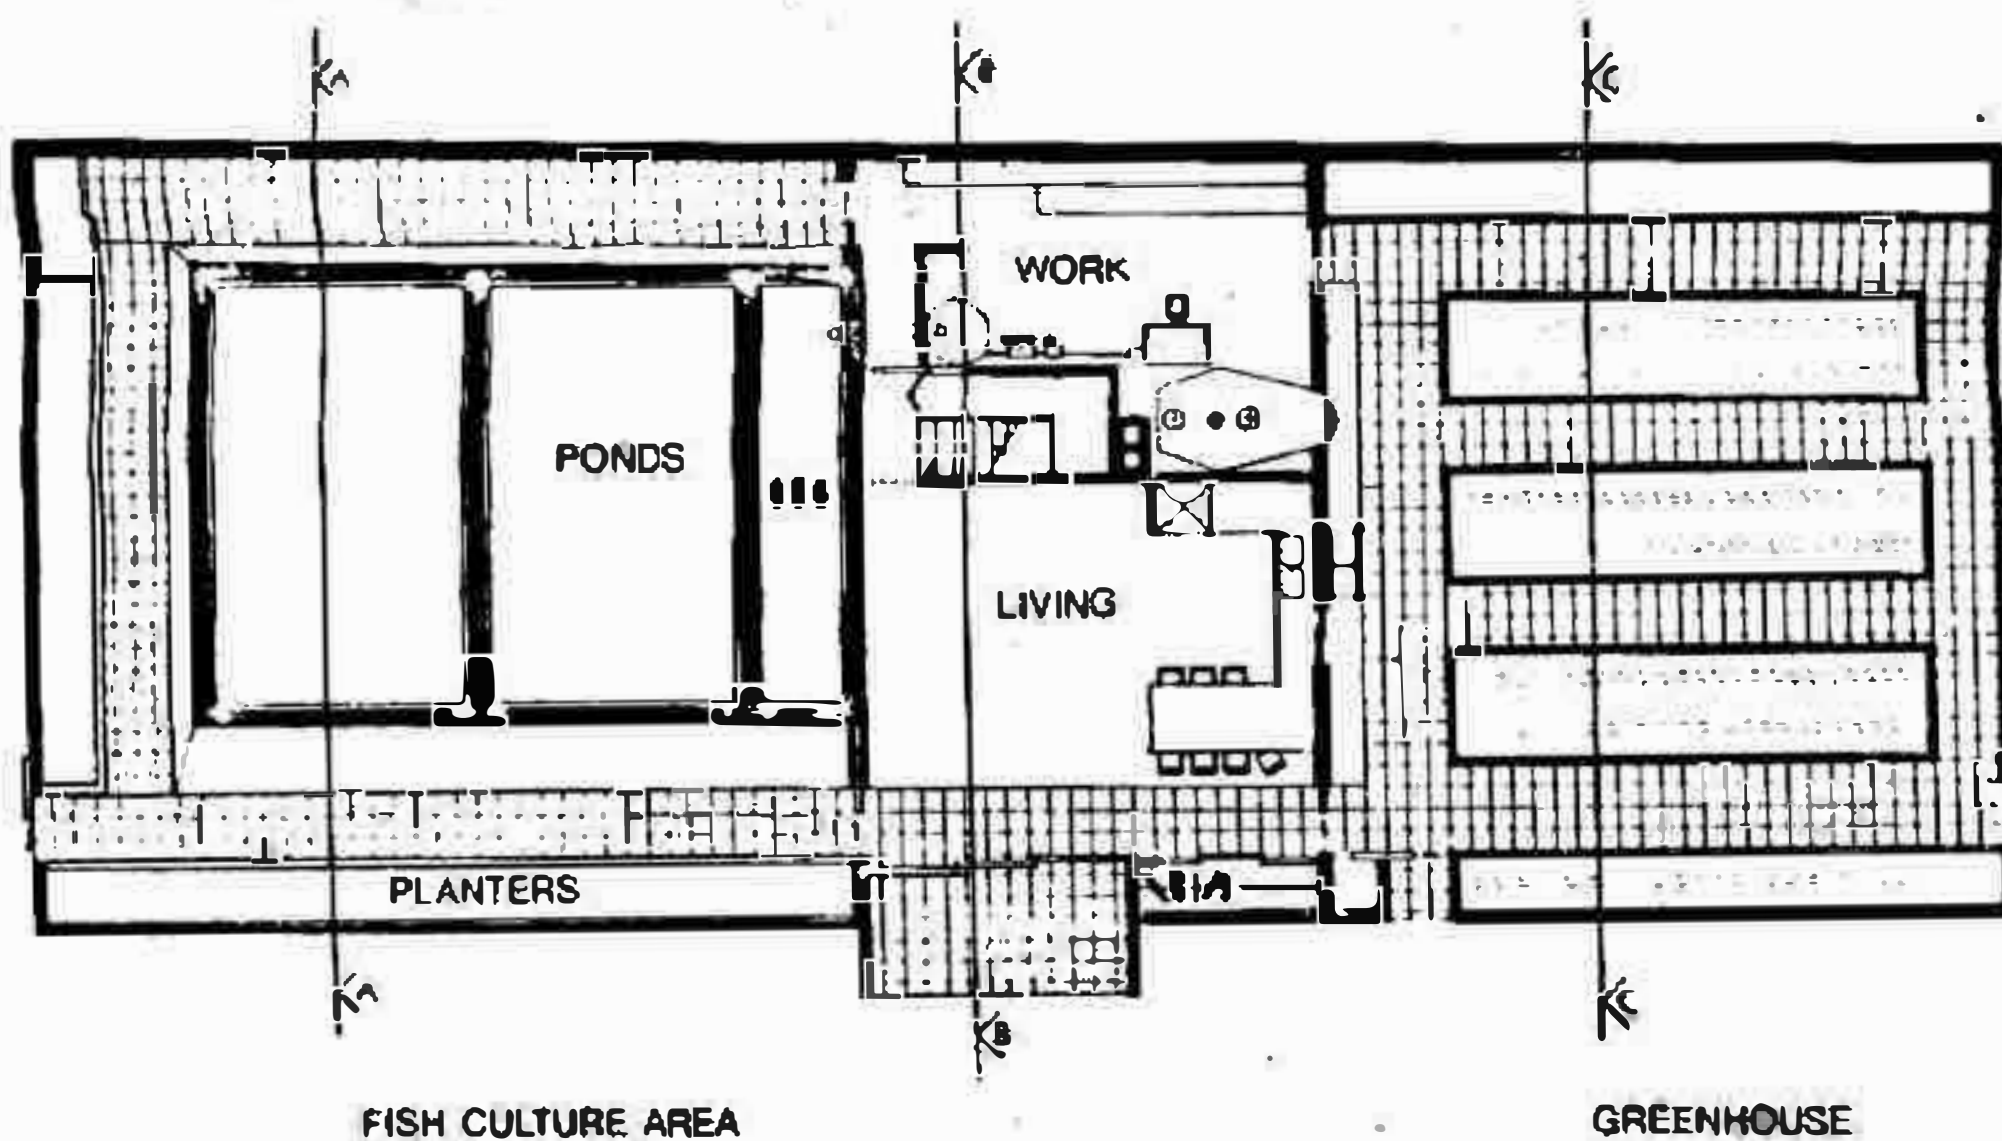 A
B
C
WORK
PONDS
LIVING
PLANTERS
A
B
C
FISH CULTURE AREA
GREENHOUSE